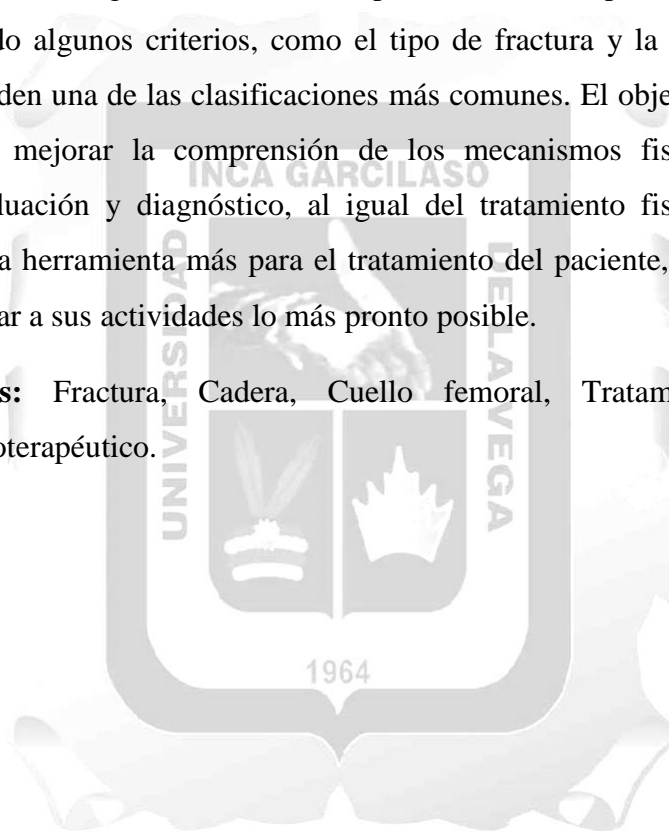 do algunos criterios, como el tipo de fractura y la
den una de las clasificaciones más comunes. El obje
mejorar la comprensión de los mecanismos fis
luación y diagnóstico, al igual del tratamiento fis
a herramienta más para el tratamiento del paciente,
ar a sus actividades lo más pronto posible.
s: Fractura, Cadera, Cuello femoral, Tratam
oterapéutico.
INCA GARCILASO
UNIVERSIDAD
DE LA VEGA
1964